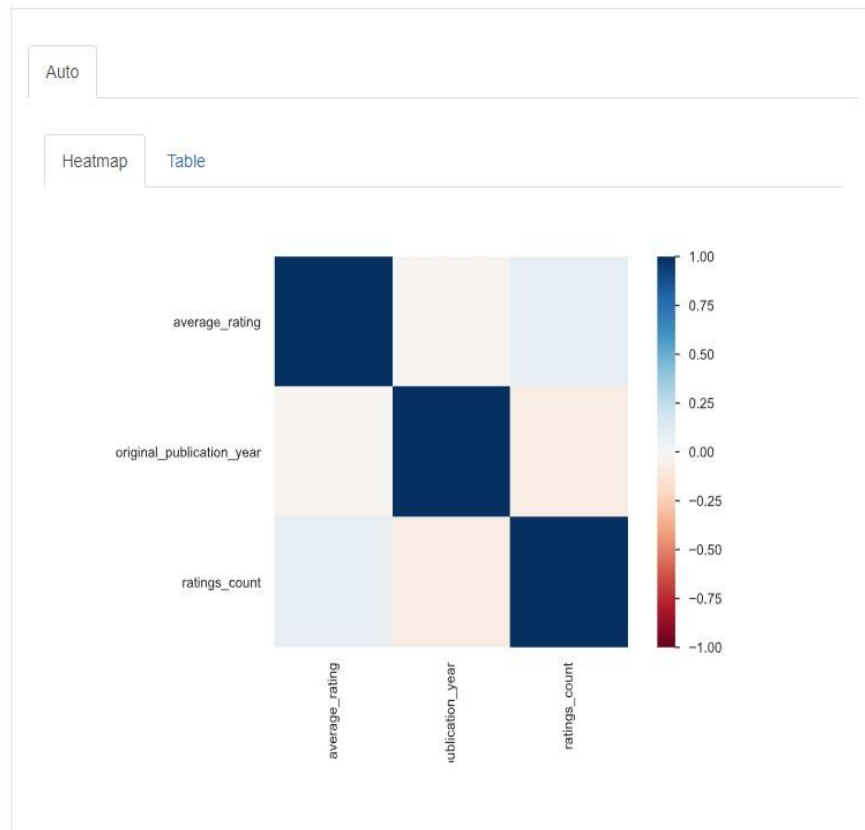 Auto
Heatmap Table
1.00
average_rating
0.75
0.50
0.25
original_publication_year
0.00
−0.25
−0.50
ratings_count
−0.75
−1.00
average_rating
ublication_year
ratings_count